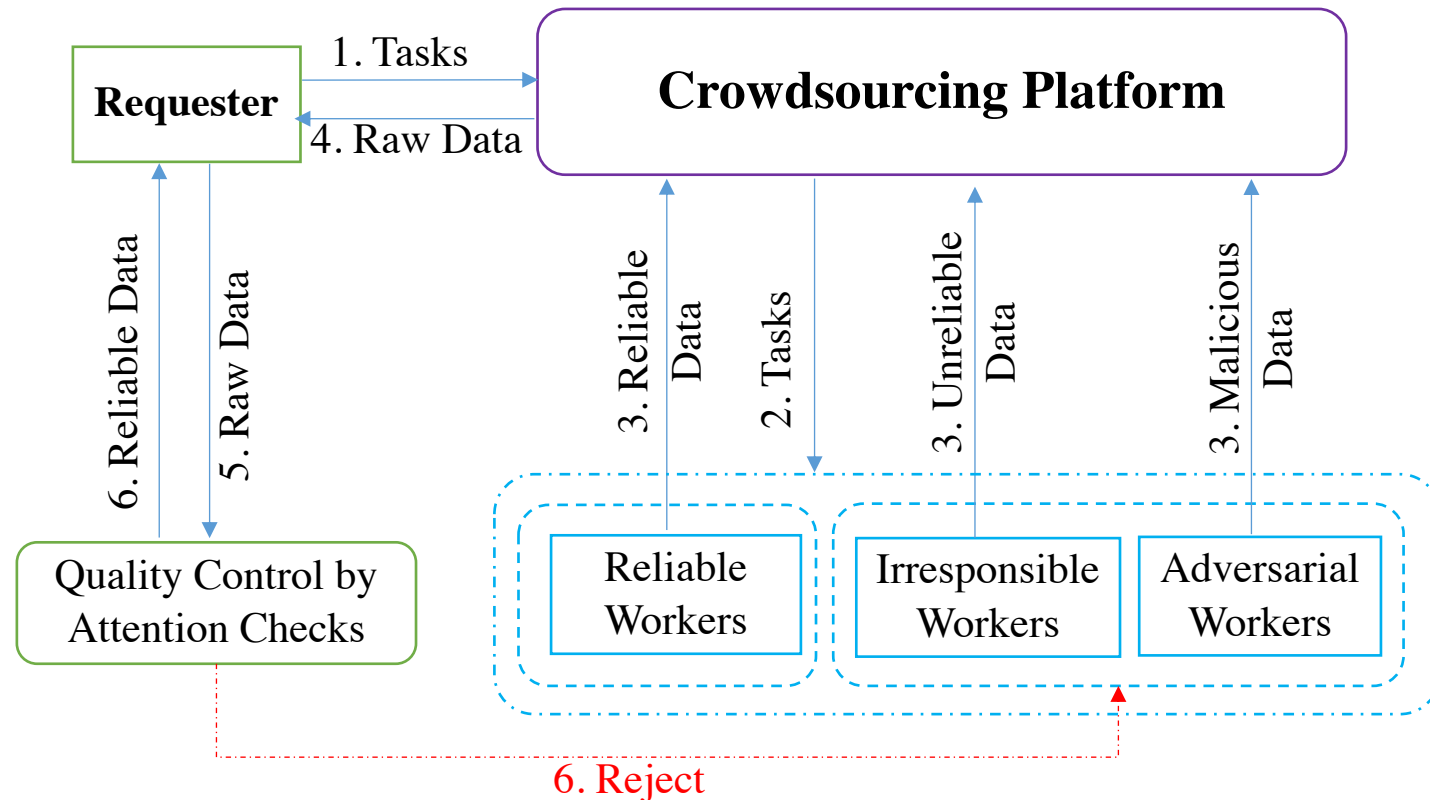 1. Tasks
Requester
Crowdsourcing Platform
4. Raw Data
6. Reliable Data
5. Raw Data
3. Reliable
Data
2. Tasks
3. Unreliable
Data
3. Malicious
Data
Quality Control by
Attention Checks
Reliable
Workers
Irresponsible
Workers
Adversarial
Workers
6. Reject